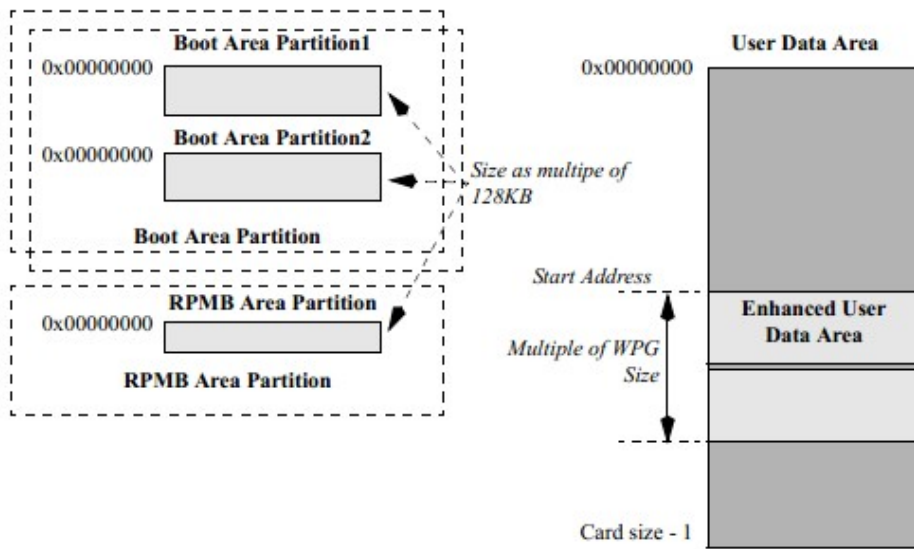 Boot Area Partition1
0x00000000
Boot Area Partition2
0x00000000
Size as multipe of
128KB
Boot Area Partition
RPMB Area Partition
0x00000000
RPMB Area Partition
User Data Area
0x00000000
Start Address
Enhanced User
Data Area
Multiple of WPG
Size
Card size - 1